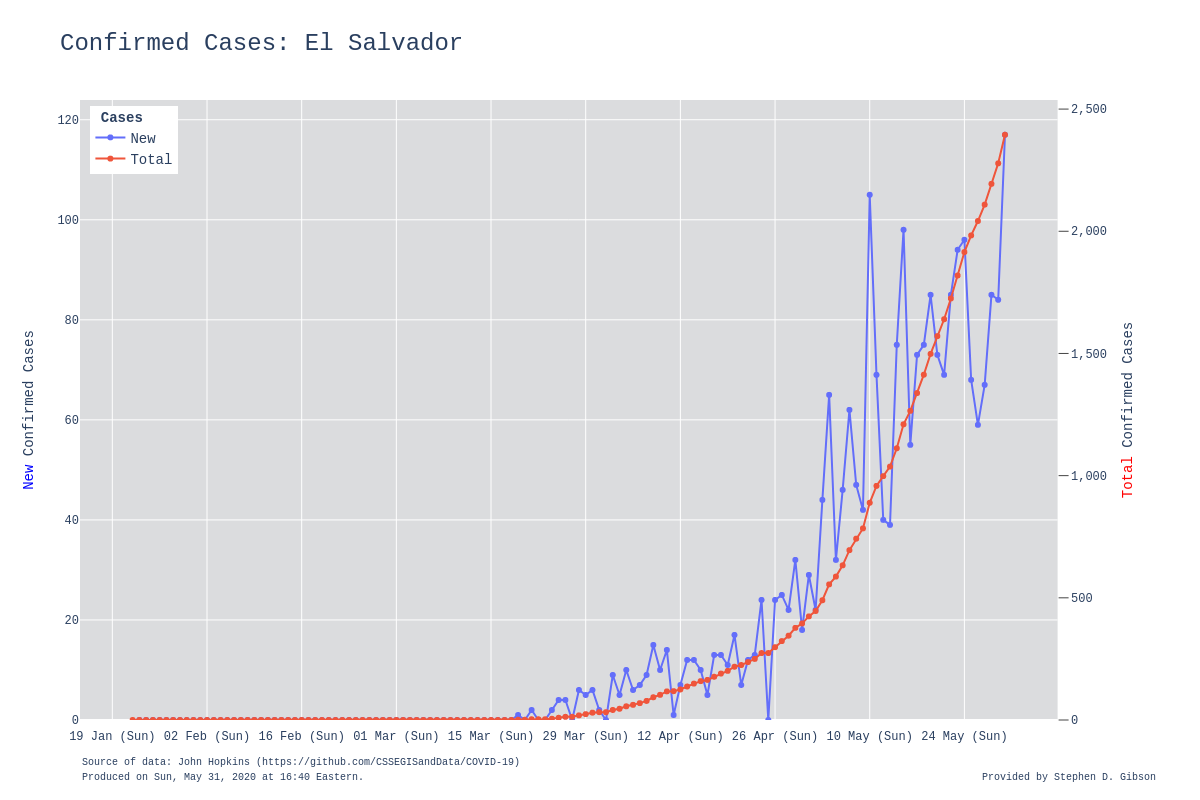 Confirmed Cases: El Salvador
Cases
New
Total
120
100
80
60
40
20
0
2,500
2,000
1,500
1,000
500
0
New Confirmed Cases
Total Confirmed Cases
19 Jan (Sun) 02 Feb (Sun) 16 Feb (Sun) 01 Mar (Sun) 15 Mar (Sun) 29 Mar (Sun) 12 Apr (Sun) 26 Apr (Sun) 10 May (Sun) 24 May (Sun)
Source of data: John Hopkins (https://github.com/CSSEGISandData/COVID-19)
Produced on Sun, May 31, 2020 at 16:40 Eastern.
Provided by Stephen D. Gibson